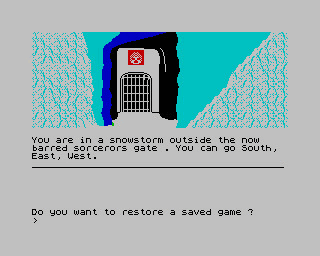 You are in a snowstorm outside the now
barred sorcerors gate . You can go South,
East, West.
Do you want to restore a saved game ?
>